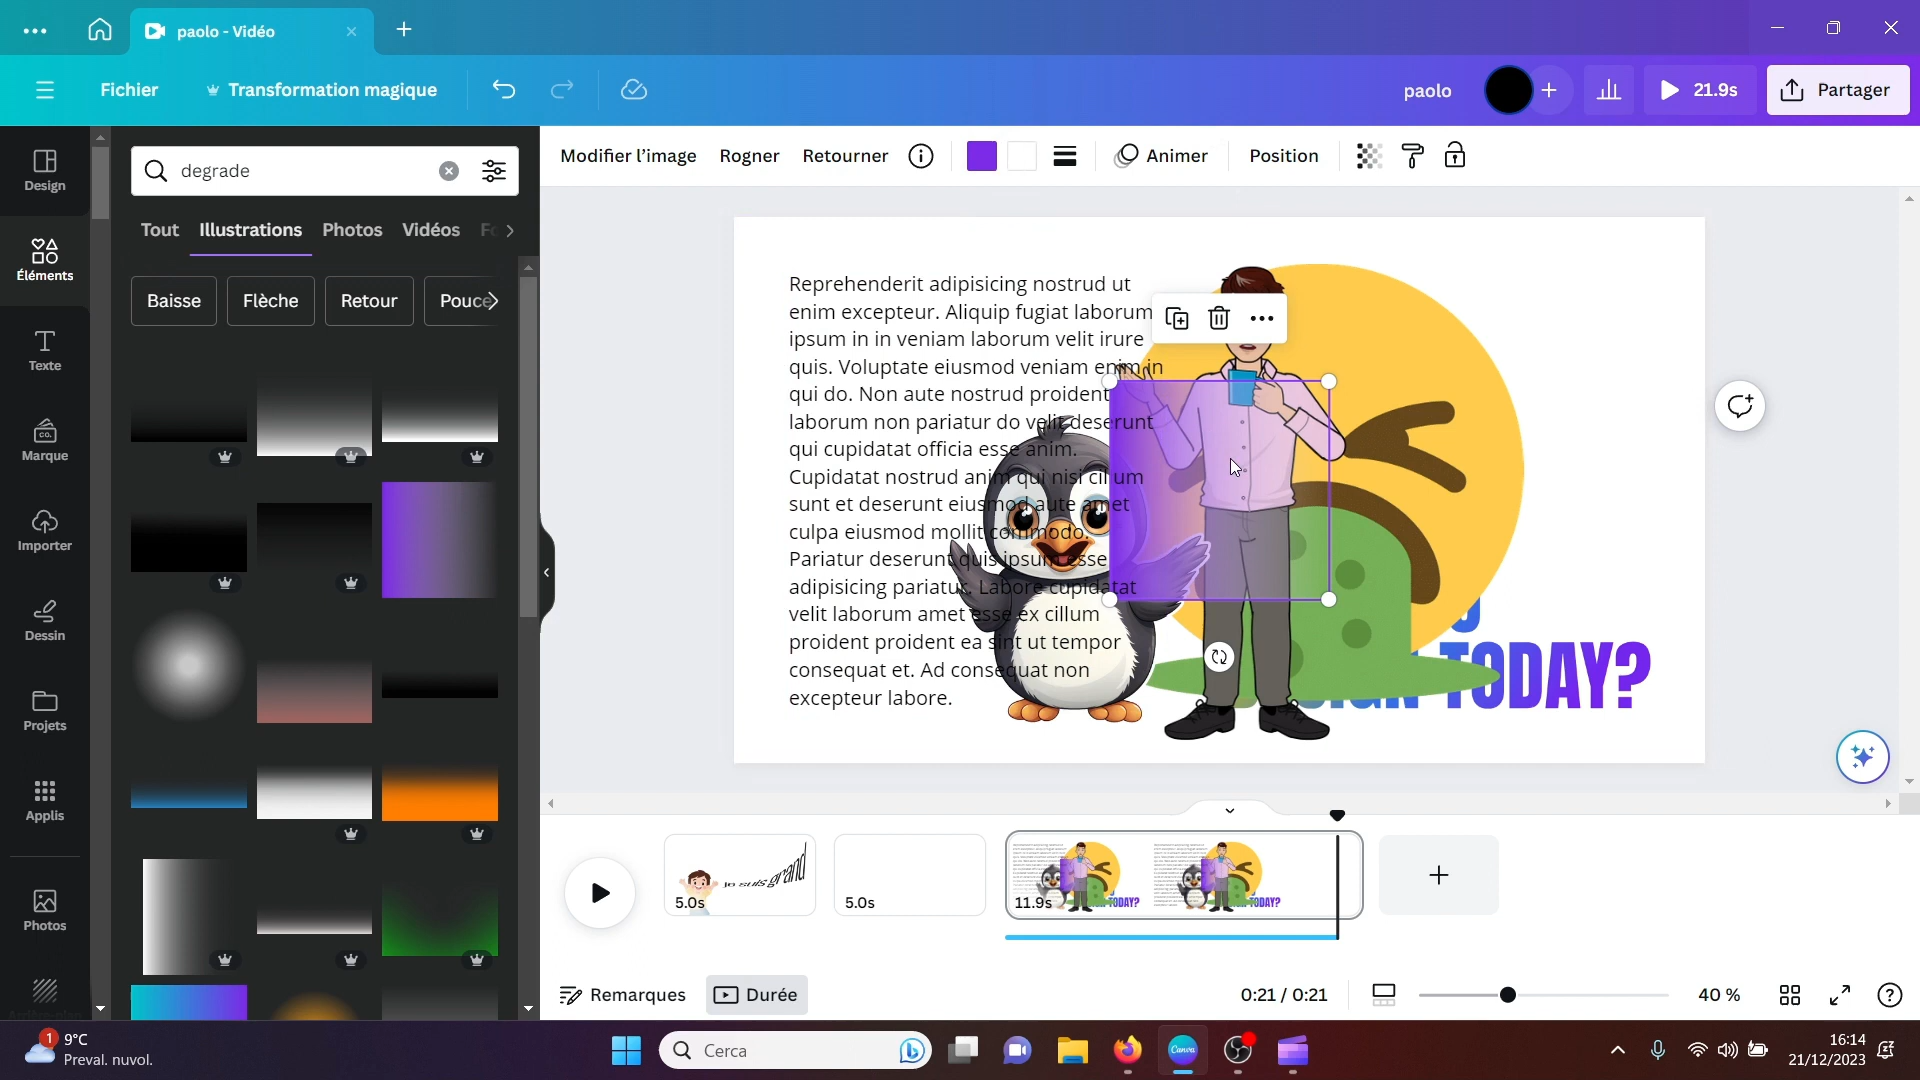 paolo - Vidéo
Fichier
Transformation magique
paolo
21.9s
Partager
Design
Éléments
Texte
Marque
Importer
Dessin
Projets
Applis
Photos
degrade
Tout
Illustrations
Photos
Vidéos
Baisse
Flèche
Retour
Pouce
Modifier l'image
Rogner
Retourner
Animer
Position
Reprehenderit adipisicing nostrud ut
enim excepteur. Aliquip fugiat laborum
ipsum in in veniam laborum velit irure
quis. Voluptate eiusmod veniam enim in
qui do. Non aute nostrud proident
laborum non pariatur do velit deserunt
qui cupidatat officia esse anim.
Cupidatat nostrud anim qui nisi cillum
sunt et deserunt eiusmod aute amet
culpa eiusmod mollit commodo.
Pariatur deserunt quis ipsum esse
adipisicing pariatur. Labore cupidatat
velit laborum amet esse ex cillum
proident proident ea sint ut tempor
consequat et. Ad consequat non
excepteur labore.
TODAY?
je suis grand
5.0s
5.0s
11.9s
TODAY?
TODAY?
Remarques
Durée
0:21 / 0:21
40 %
1
9°C
Preval. nuvol.
Cerca
Canva
16:14
21/12/2023